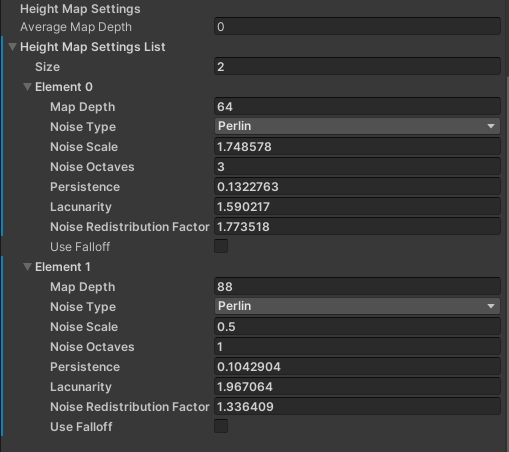 Height Map Settings
Average Map Depth 0
Height Map Settings List
Size 2
Element 0
Map Depth 64
Noise Type Perlin
Noise Scale 1.748578
Noise Octaves 3
Persistence 0.1322763
Lacunarity 1.590217
Noise Redistribution Factor 1.773518
Use Falloff
Element 1
Map Depth 88
Noise Type Perlin
Noise Scale 0.5
Noise Octaves 1
Persistence 0.1042904
Lacunarity 1.967064
Noise Redistribution Factor 1.336409
Use Falloff